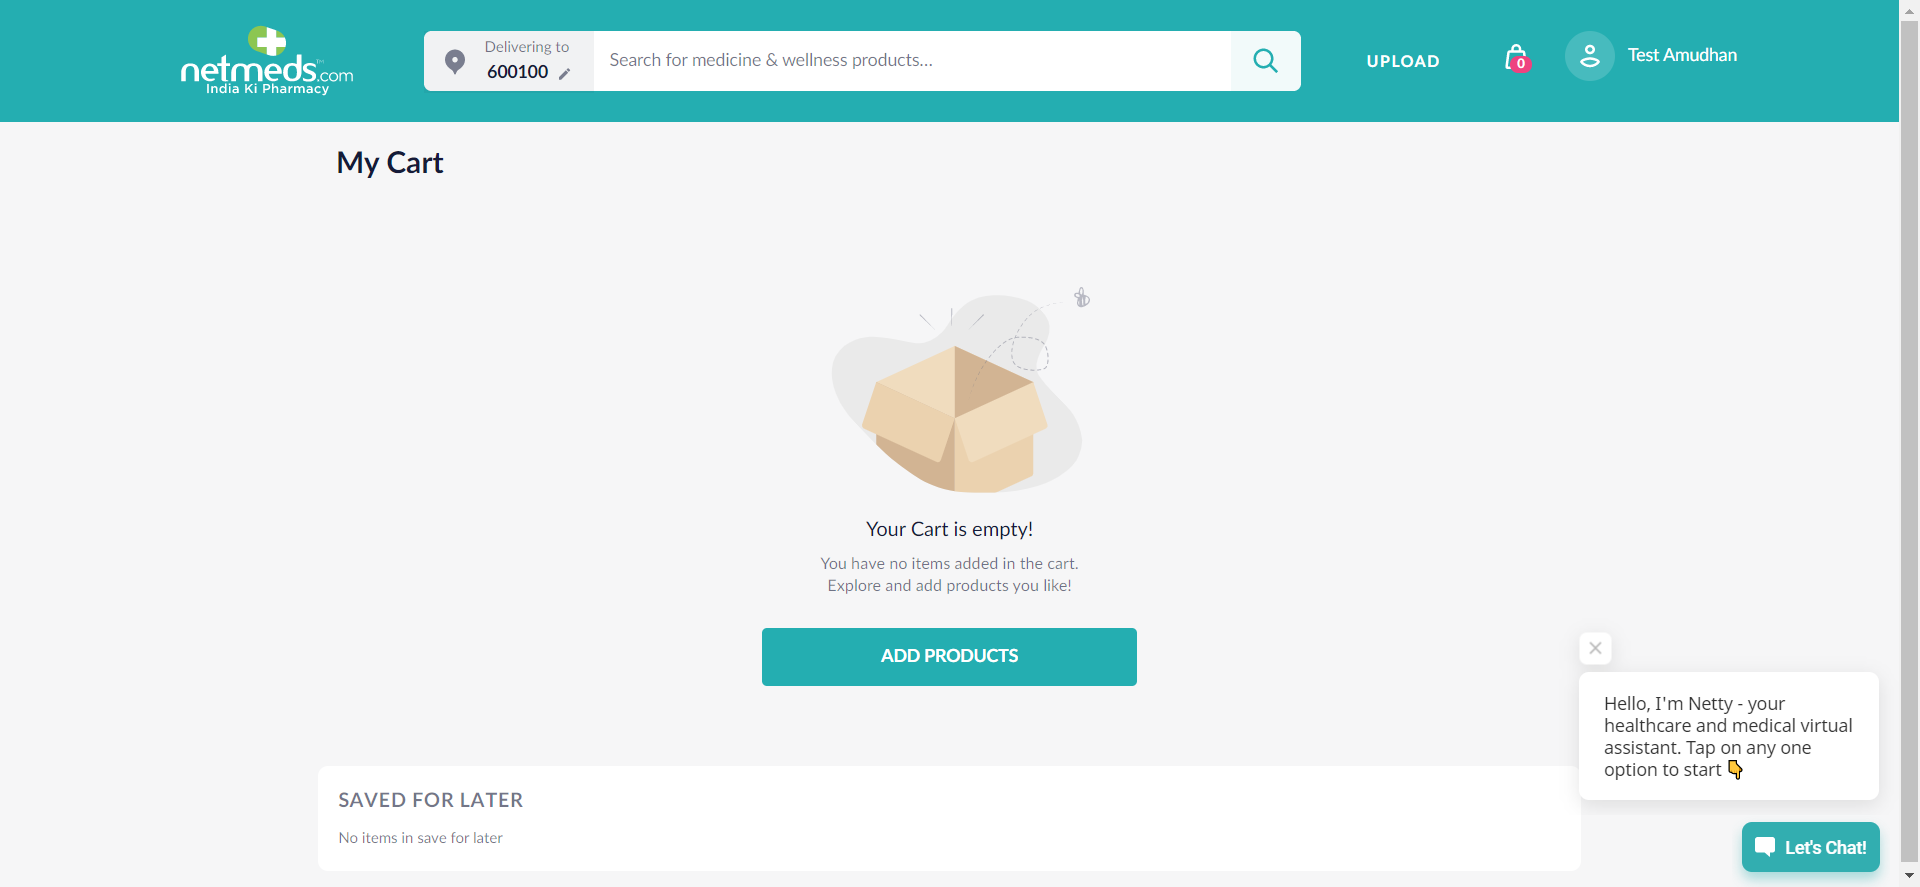 netmeds.com
India Ki Pharmacy
Delivering to
600100
Search for medicine & wellness products...
UPLOAD
0
Test Amudhan
My Cart
Your Cart is empty!
You have no items added in the cart.
Explore and add products you like!
ADD PRODUCTS
SAVED FOR LATER
No items in save for later
Hello, I'm Netty - your
healthcare and medical virtual
assistant. Tap on any one
option to start 👇
Let's Chat!